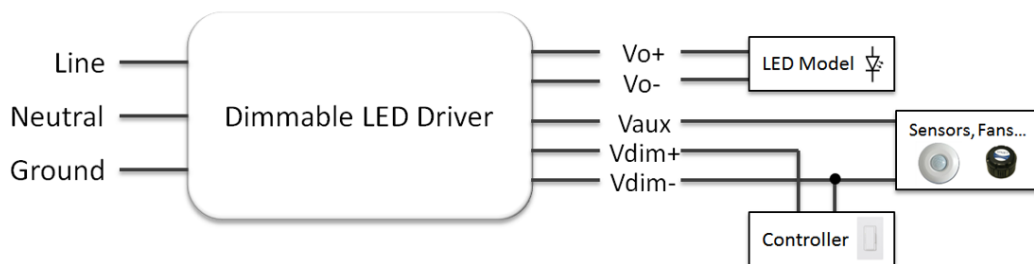 Line
Neutral
Ground
Dimmable LED Driver
Vo+
Vo-
Vaux
Vdim+
Vdim-
LED Model
Sensors, Fans...
Controller